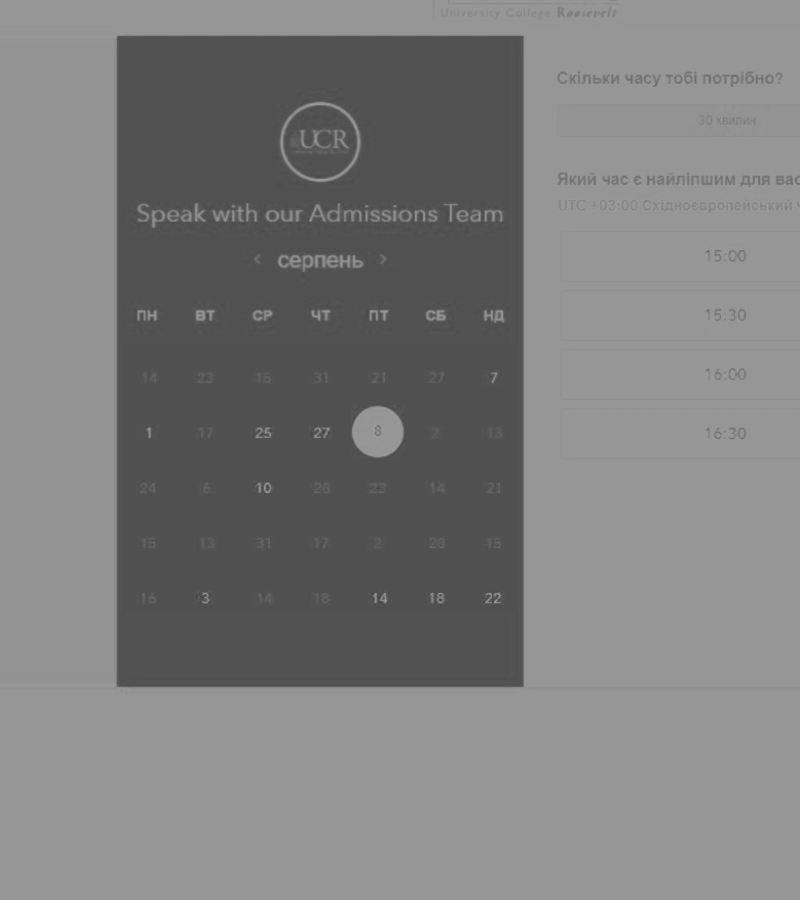 University College Roosevelt
UCR
Speak with our Admissions Team
< серпень >
ПН ВТ СР ЧТ ПТ СБ НД
14 23 15 31 21 27 7
1 17 25 27 8 2 13
24 6 10 28 23 14 21
15 13 31 17 2 28 15
16 3 14 18 14 18 22
Скільки часу тобі потрібно?
30 хвилин
Який час є найліпшим для вас
UTC +03:00 Східноєвропейський ч
15:00
15:30
16:00
16:30